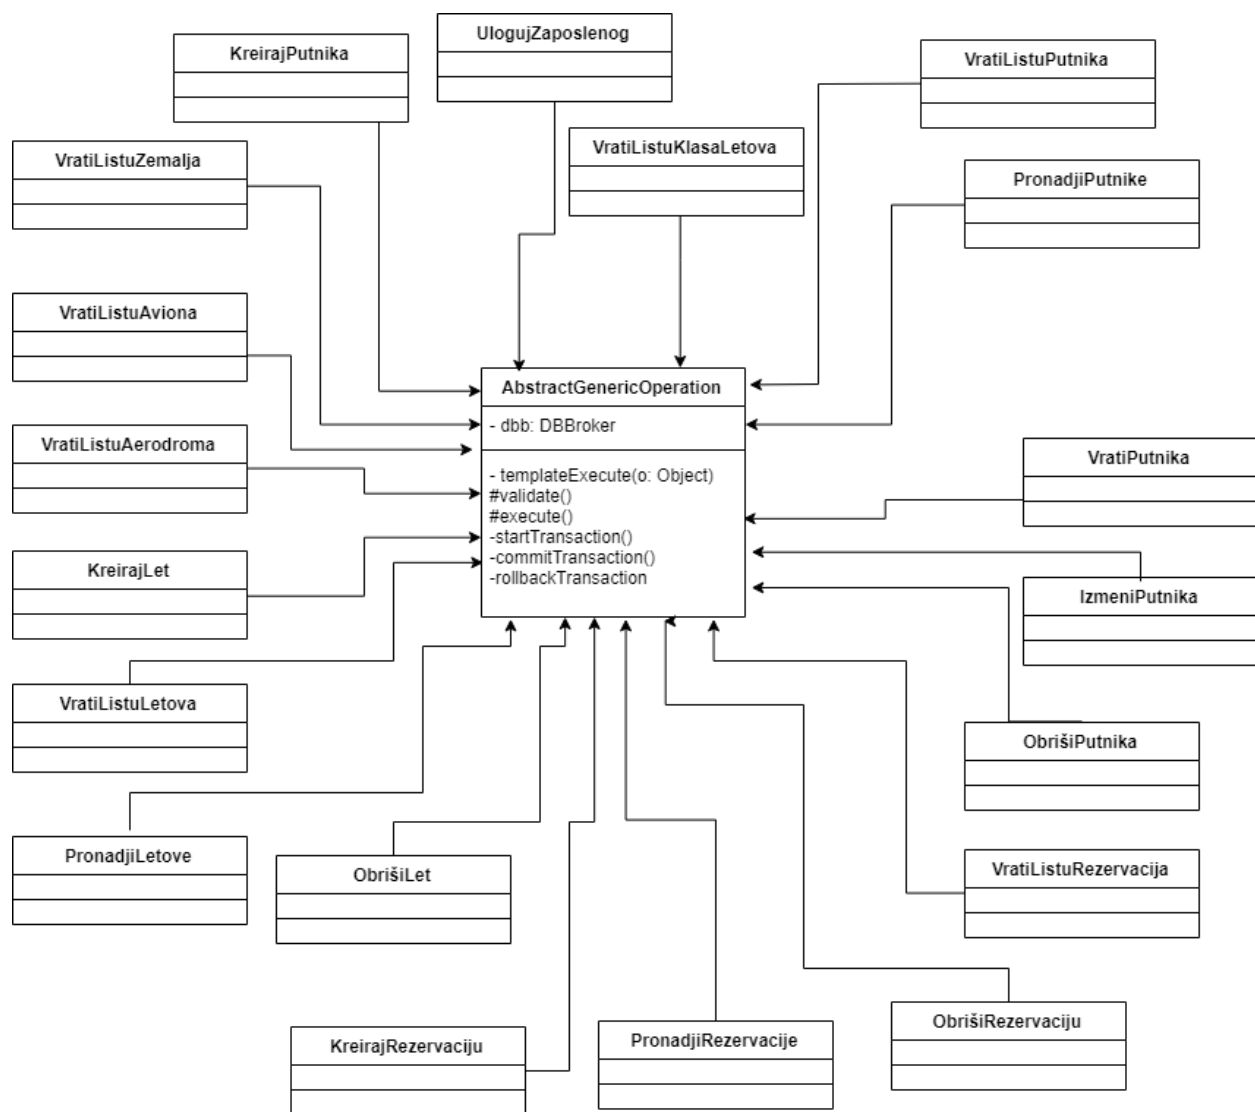 UlogujZaposlenog
KreirajPutnika
VratiListuPutnika
VratiListuKlasaLetova
VratiListuZemalja
PronadjiPutnike
VratiListuAviona
AbstractGenericOperation
- dbb: DBBroker
- templateExecute(o: Object)
#validate()
#execute()
-startTransaction()
-commitTransaction()
-rollbackTransaction
VratiListuAerodroma
VratiPutnika
KreirajLet
IzmeniPutnika
VratiListuLetova
ObrišiPutnika
PronadjiLetove
ObrišiLet
VratiListuRezervacija
ObrišiRezervaciju
KreirajRezervaciju
PronadjiRezervacije